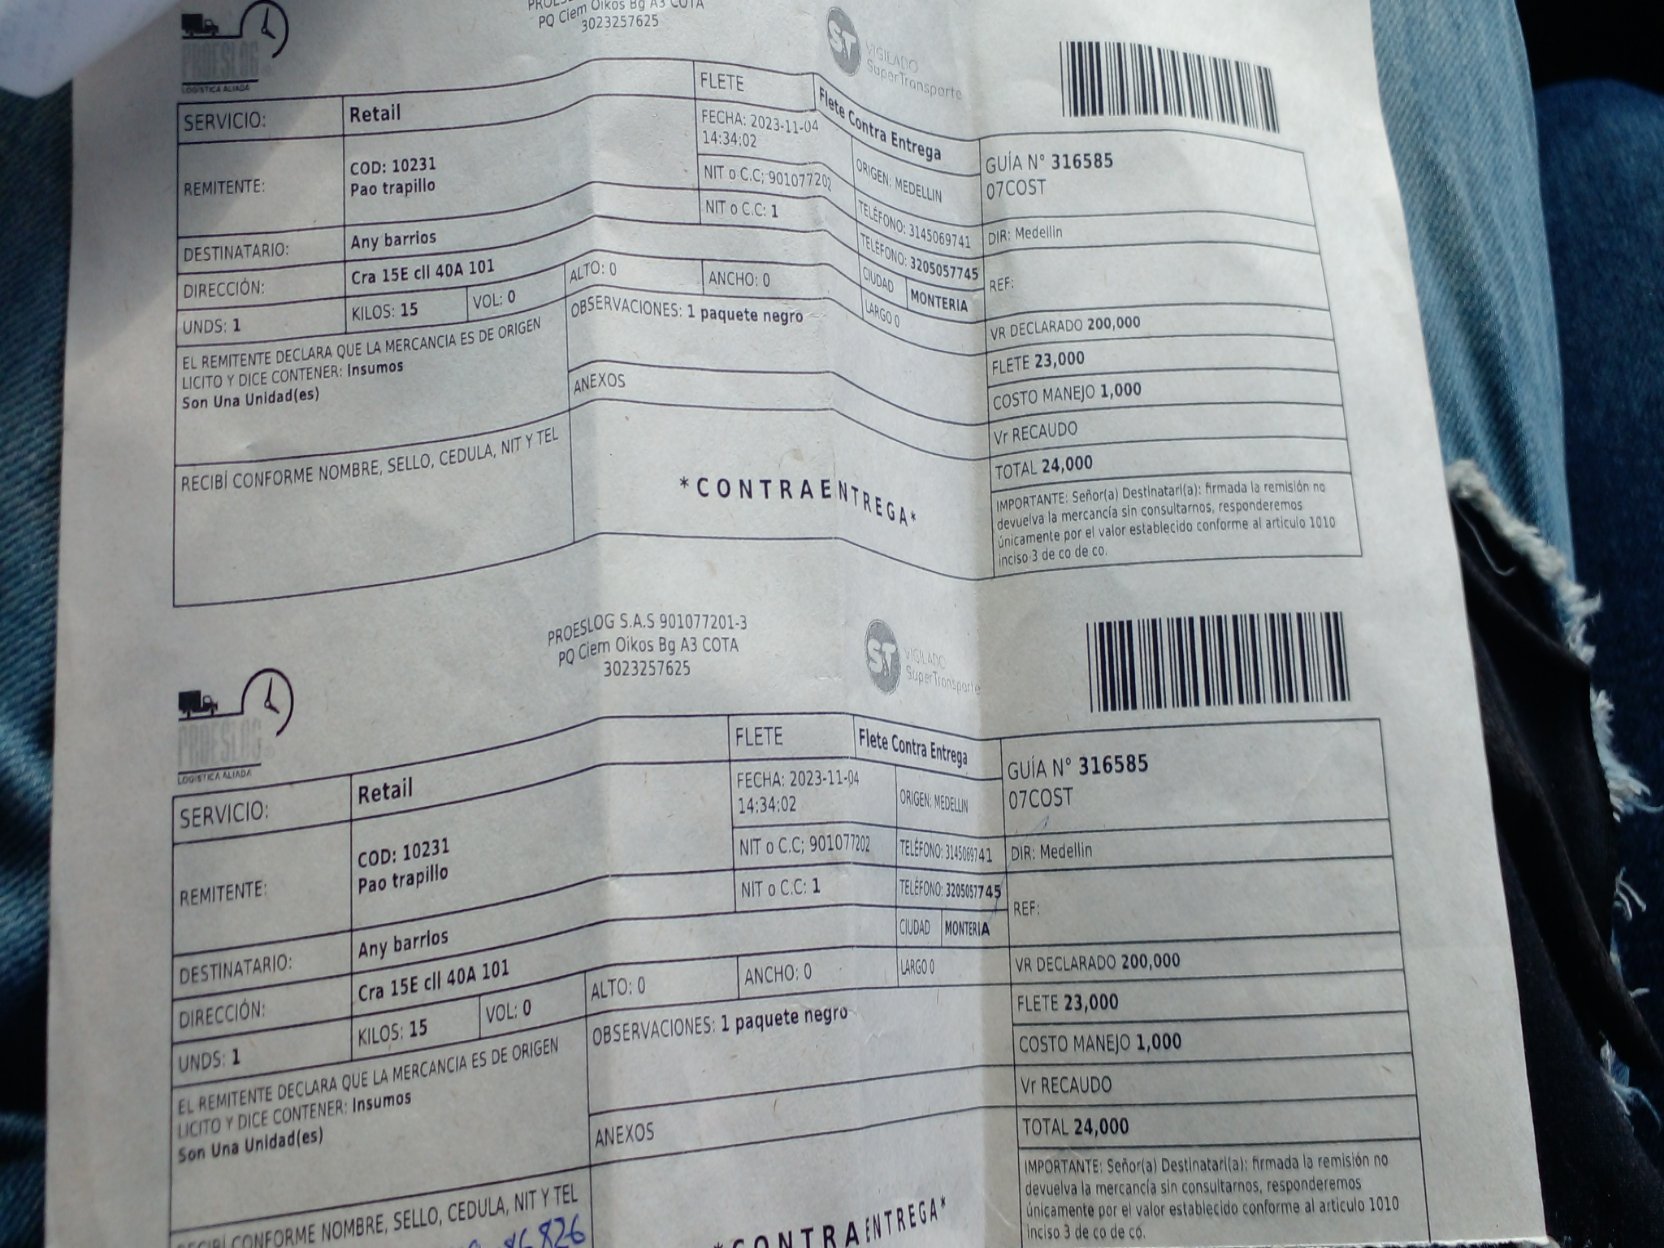 PQ Ciem Oikos Bg A3 COTA
3023257625
PROESLOG
LOGISTICA ALIADA
ST
VIGILADO
SuperTransporte
SERVICIO: Retail
FLETE Flete Contra Entrega
REMITENTE: COD: 10231
Pao trapillo
FECHA: 2023-11-04
14:34:02
ORIGEN: MEDELLIN
GUÍA N° 316585
07COST
NIT o C.C; 901077202
TELÉFONO: 3145069741
DIR: Medellin
DESTINATARIO: Any barrios
NIT o C.C: 1
TELÉFONO: 3205057745
REF:
DIRECCIÓN: Cra 15E cll 40A 101
CIUDAD MONTERIA
UNDS: 1 KILOS: 15 VOL: 0 ALTO: 0 ANCHO: 0 LARGO 0
VR DECLARADO 200,000
EL REMITENTE DECLARA QUE LA MERCANCIA ES DE ORIGEN
LICITO Y DICE CONTENER: Insumos
Son Una Unidad(es)
OBSERVACIONES: 1 paquete negro
FLETE 23,000
COSTO MANEJO 1,000
ANEXOS
Vr RECAUDO
TOTAL 24,000
RECIBÍ CONFORME NOMBRE, SELLO, CEDULA, NIT Y TEL
*CONTRAENTREGA*
IMPORTANTE: Señor(a) Destinatari(a): firmada la remisión no
devuelva la mercancía sin consultarnos, responderemos
únicamente por el valor establecido conforme al articulo 1010
inciso 3 de co de co.
PROESLOG S.A.S 901077201-3
PQ Ciem Oikos Bg A3 COTA
3023257625
PROESLOG
LOGISTICA ALIADA
ST
VIGILADO
SuperTransporte
SERVICIO: Retail
FLETE Flete Contra Entrega
REMITENTE: COD: 10231
Pao trapillo
FECHA: 2023-11-04
14:34:02
ORIGEN: MEDELLIN
GUÍA N° 316585
07COST
NIT o C.C; 901077202
TELÉFONO: 3145069741
DIR: Medellin
DESTINATARIO: Any barrios
NIT o C.C: 1
TELÉFONO: 3205057745
REF:
DIRECCIÓN: Cra 15E cll 40A 101
CIUDAD MONTERIA
UNDS: 1 KILOS: 15 VOL: 0 ALTO: 0 ANCHO: 0 LARGO 0
VR DECLARADO 200,000
EL REMITENTE DECLARA QUE LA MERCANCIA ES DE ORIGEN
LICITO Y DICE CONTENER: Insumos
Son Una Unidad(es)
OBSERVACIONES: 1 paquete negro
FLETE 23,000
COSTO MANEJO 1,000
ANEXOS
Vr RECAUDO
TOTAL 24,000
RECIBÍ CONFORME NOMBRE, SELLO, CEDULA, NIT Y TEL
*CONTRAENTREGA*
IMPORTANTE: Señor(a) Destinatari(a): firmada la remisión no
devuelva la mercancía sin consultarnos, responderemos
únicamente por el valor establecido conforme al articulo 1010
inciso 3 de co de co.